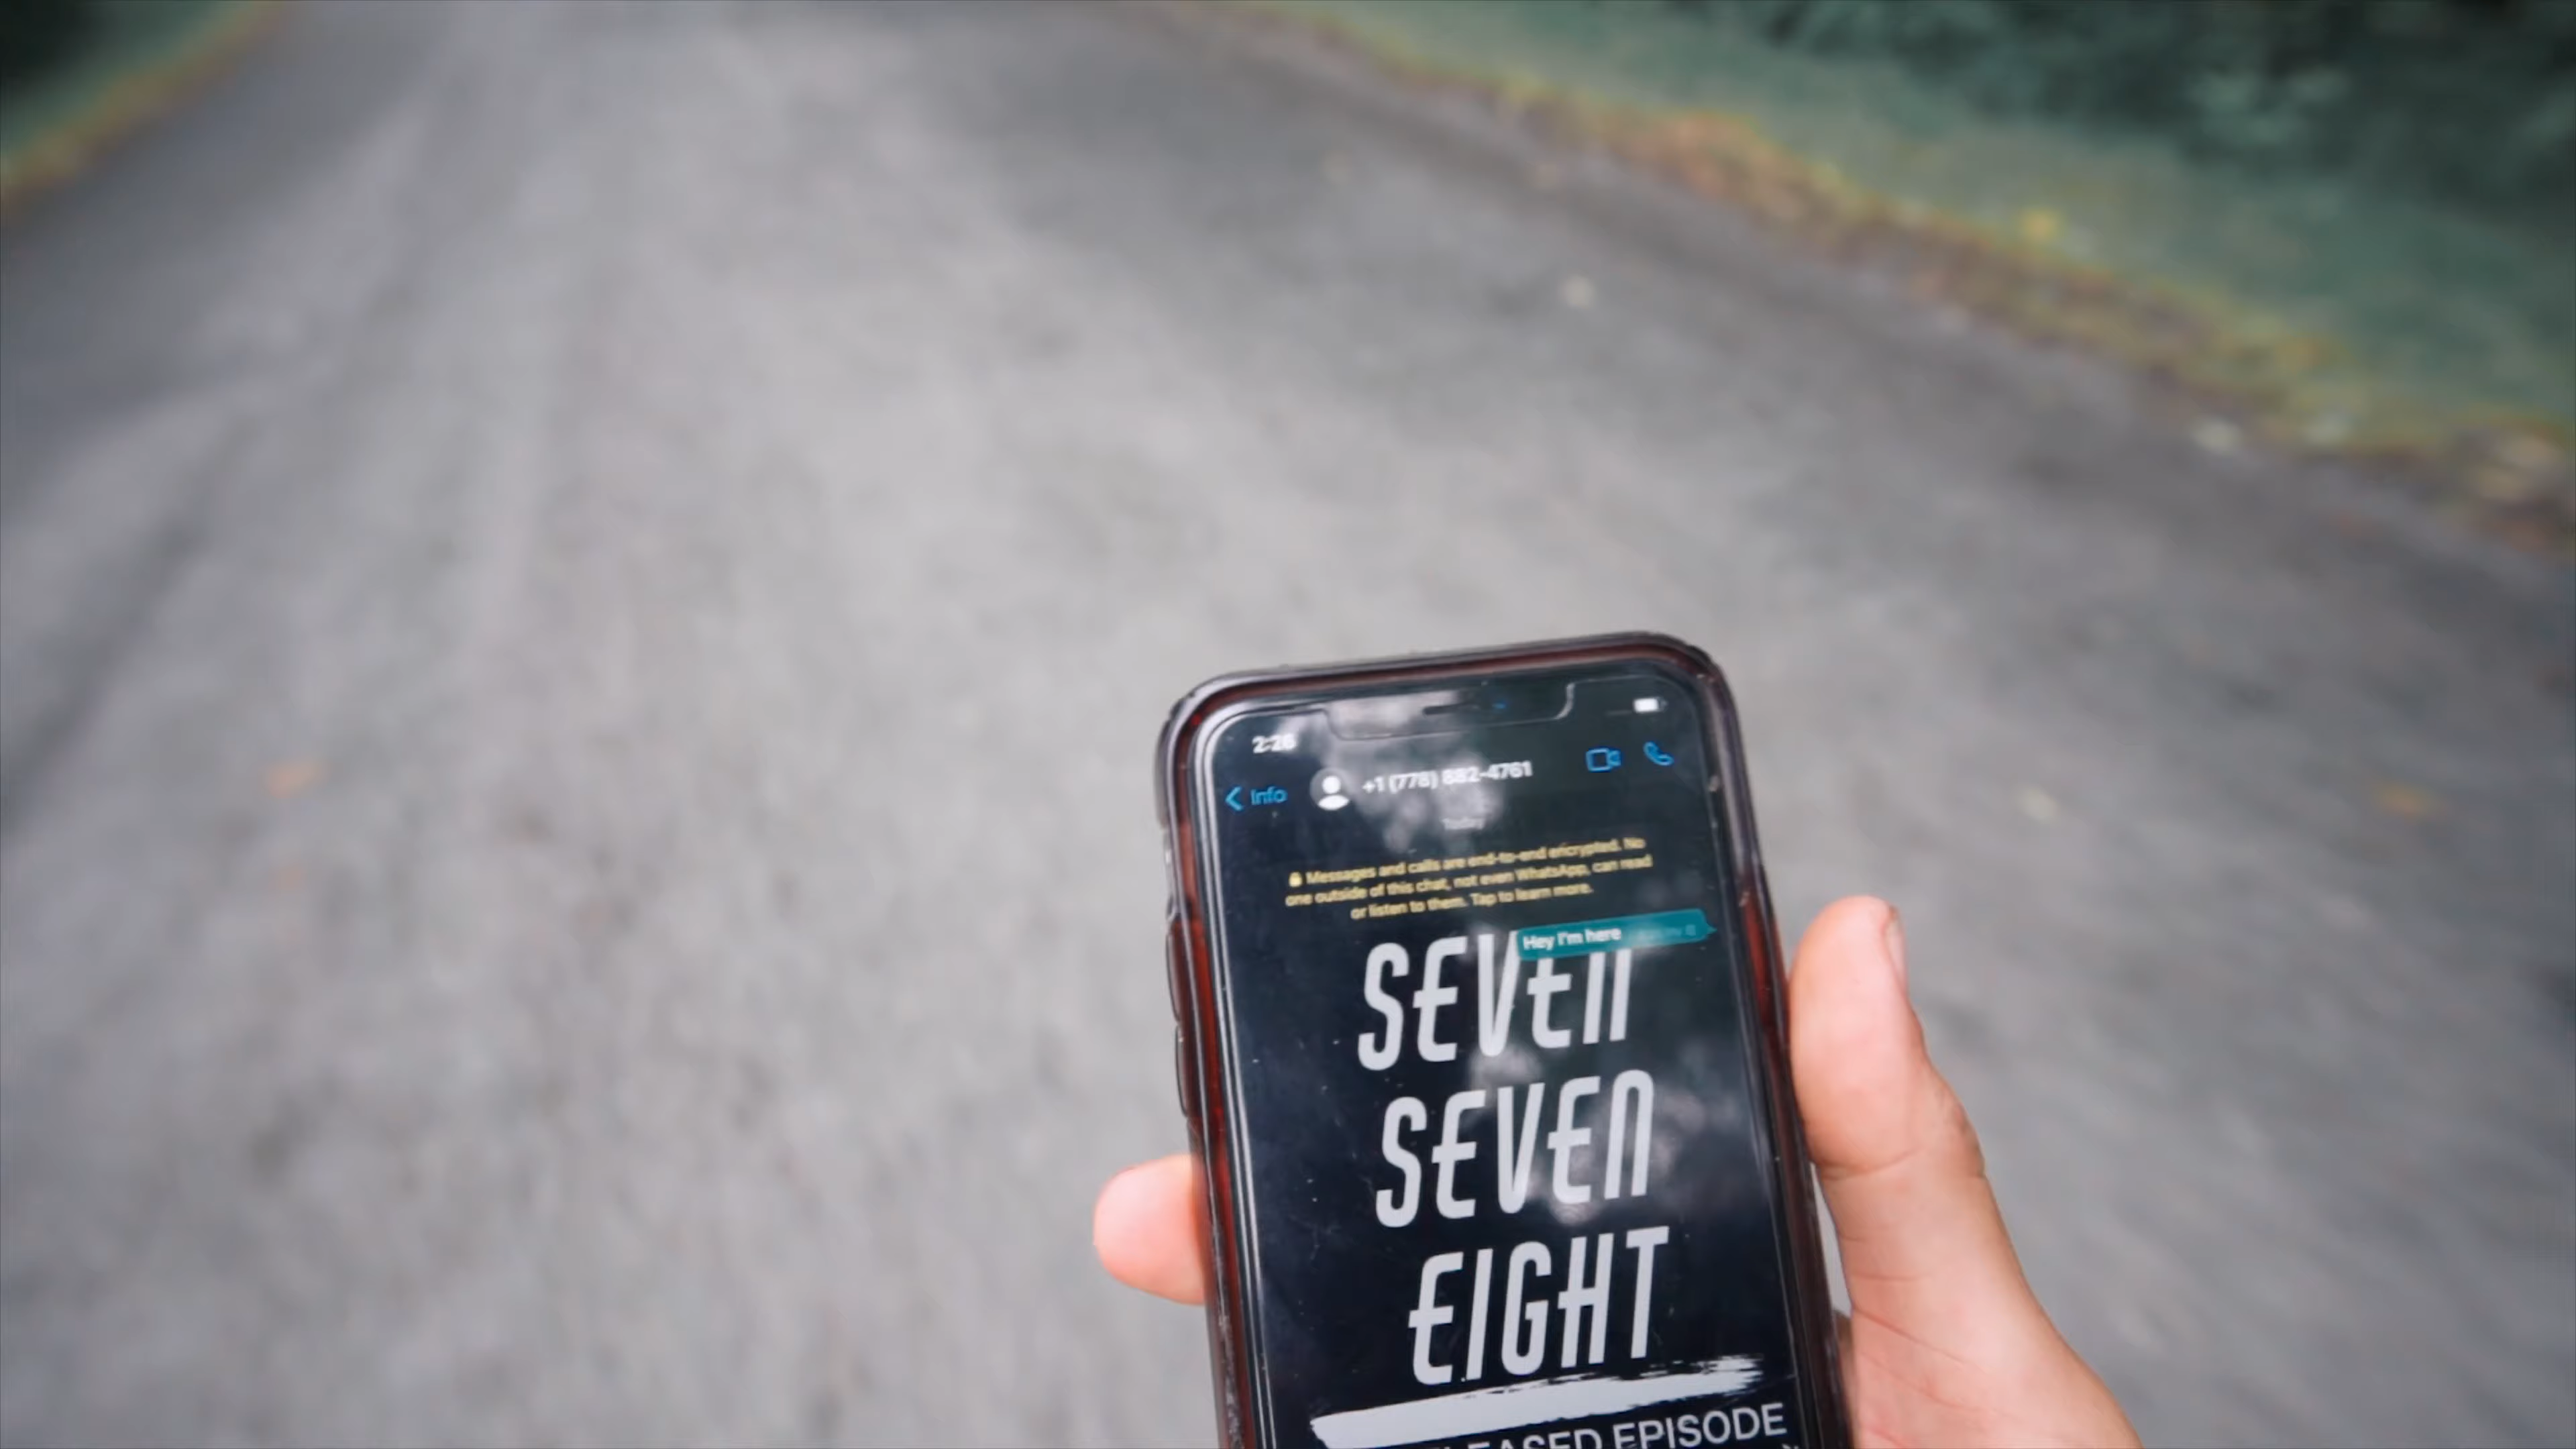 2:26
Info
+1 (778) 882-4761
Today
Messages and calls are end-to-end encrypted. No
one outside of this chat, not even WhatsApp, can read
or listen to them. Tap to learn more.
Hey I'm here
SEVEN
SEVEN
EIGHT
EPISODE